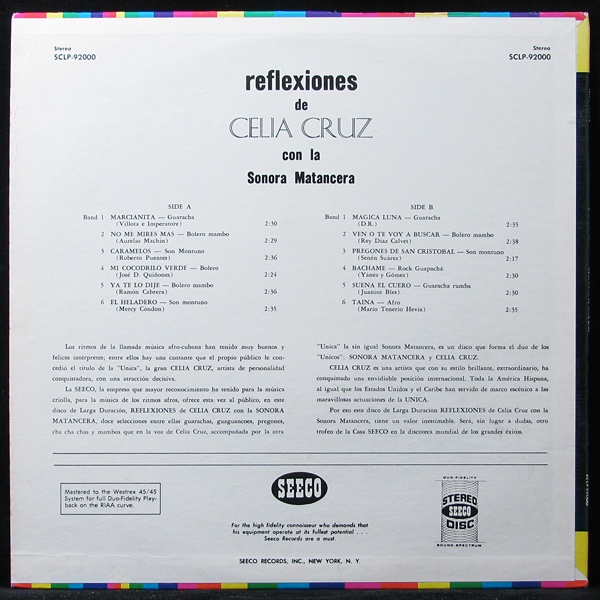 Stereo
SCLP-92000
Stereo
SCLP-92000
reflexiones
de
CELIA CRUZ
con la
Sonora Matancera
SIDE A
Band 1 MARCIANITA — Guaracha
(Villota e Imperatore) 2:30
2 NO ME MIRES MAS — Bolero mambo
(Aurelio Machin) 2:29
3 CARAMELOS — Son Montuno
(Roberto Puentes) 2:36
4 MI COCODRILO VERDE — Bolero
(José D. Quiñones) 2:24
5 YA TE LO DIJE — Bolero mambo
(Ramón Cabrera) 2:36
6 EL HELADERO — Son montuno
(Mercy Cóndon) 2:35
SIDE B
Band 1 MAGICA LUNA — Guaracha
(D.R.) 2:35
2 VEN O TE VOY A BUSCAR — Bolero mambo
(Rey Díaz Calvet) 2:38
3 PREGONES DE SAN CRISTOBAL — Son montuno
(Senén Suárez) 2:17
4 BACHAME — Rock Guapachá
(Yánez y Gómez) 2:30
5 SUENA EL CUERO — Guaracha rumba
(Juanito Bles) 2:30
6 TAINA — Afro
(Mario Tenerio Hevia) 2:35
Los ritmos de la llamada música afro-cubana han tenido muy buenos y
felices intérpretes; entre ellos hay una cantante que el propio público le con-
cedió el título de la "Unica", la gran CELIA CRUZ, artista de personalidad
conquistadora, con una atracción decisiva.
La SEECO, la empresa que mayor reconocimiento ha tenido para la música
criolla, para la música de los ritmos afros, ofrece esta vez al público, en este
disco de Larga Duración, REFLEXIONES de CELIA CRUZ con la SONORA
MATANCERA, doce selecciones entre ellas guarachas, guaguancoes, pregones,
cha cha chas y mambos que en la voz de Celia Cruz, accompañada por la otra
"Unica" la sin igual Sonora Matancera, es un disco que forma el duo de los
"Unicos": SONORA MATANCERA y CELIA CRUZ.
CELIA CRUZ es una artista que con su estilo brillante, extraordinario, ha
conquistado una envidiable posición internacional. Toda la América Hispana,
al igual que los Estados Unidos y el Caribe han servido de marco escénico a las
maravillosas actuaciones de la UNICA.
Por eso este disco de Larga Duración REFLEXIONES de Celia Cruz con la
Sonora Matancera, tiene un valor inestimable. Será, sin lugar a dudas, otro
trofeo de la Casa SEECO en la discoteca mundial de los grandes éxitos.
Mastered to the Westrex 45/45
System for full Duo-Fidelity Play-
back on the RIAA curve.
SEECO
For the high fidelity connoisseur who demands that
his equipment operate at its fullest potential . . .
Seeco Records are a must.
DUO-FIDELITY
STEREO
SEECO
DISC
SOUND SPECTRUM
SEECO RECORDS, INC., NEW YORK, N. Y.